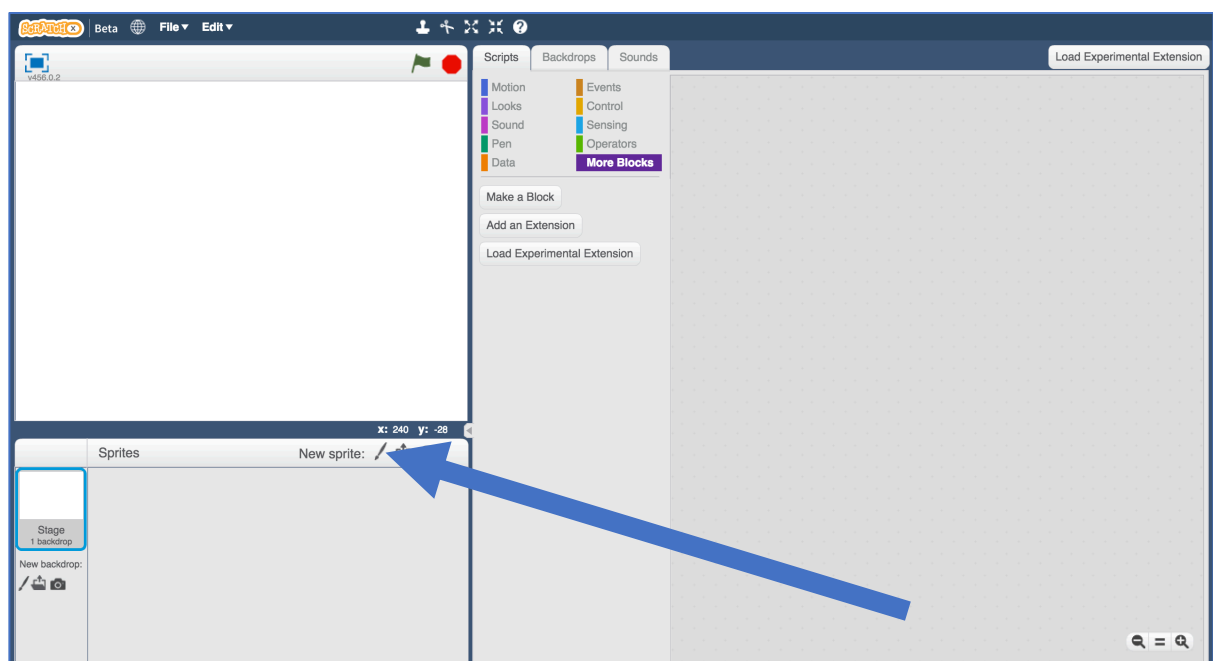 SCRATCHX Beta File Edit
v456.0.2
Scripts Backdrops Sounds
Load Experimental Extension
Motion Events
Looks Control
Sound Sensing
Pen Operators
Data More Blocks
Make a Block
Add an Extension
Load Experimental Extension
x: 240 y: -28
Sprites New sprite:
Stage
1 backdrop
New backdrop: